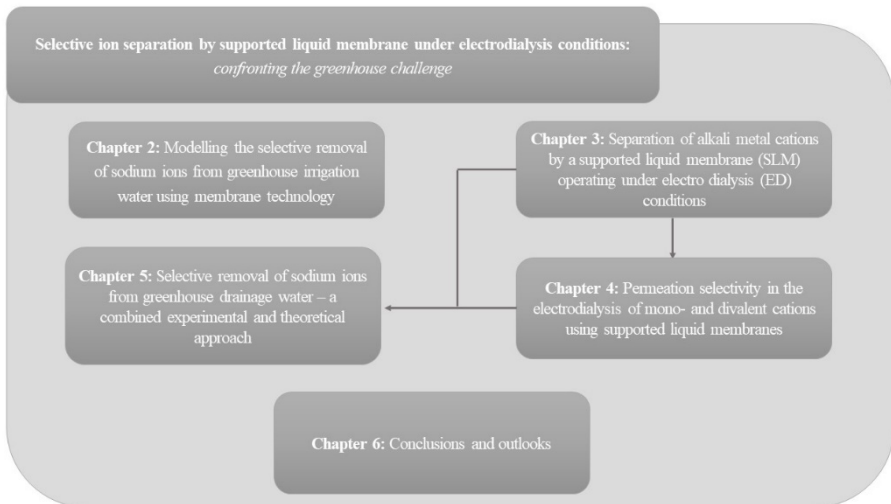 Selective ion separation by supported liquid membrane under electrodialysis conditions:
confronting the greenhouse challenge
Chapter 2: Modelling the selective removal
of sodium ions from greenhouse irrigation
water using membrane technology
Chapter 3: Separation of alkali metal cations
by a supported liquid membrane (SLM)
operating under electro dialysis (ED)
conditions
Chapter 5: Selective removal of sodium ions
from greenhouse drainage water – a
combined experimental and theoretical
approach
Chapter 4: Permeation selectivity in the
electrodialysis of mono- and divalent cations
using supported liquid membranes
Chapter 6: Conclusions and outlooks